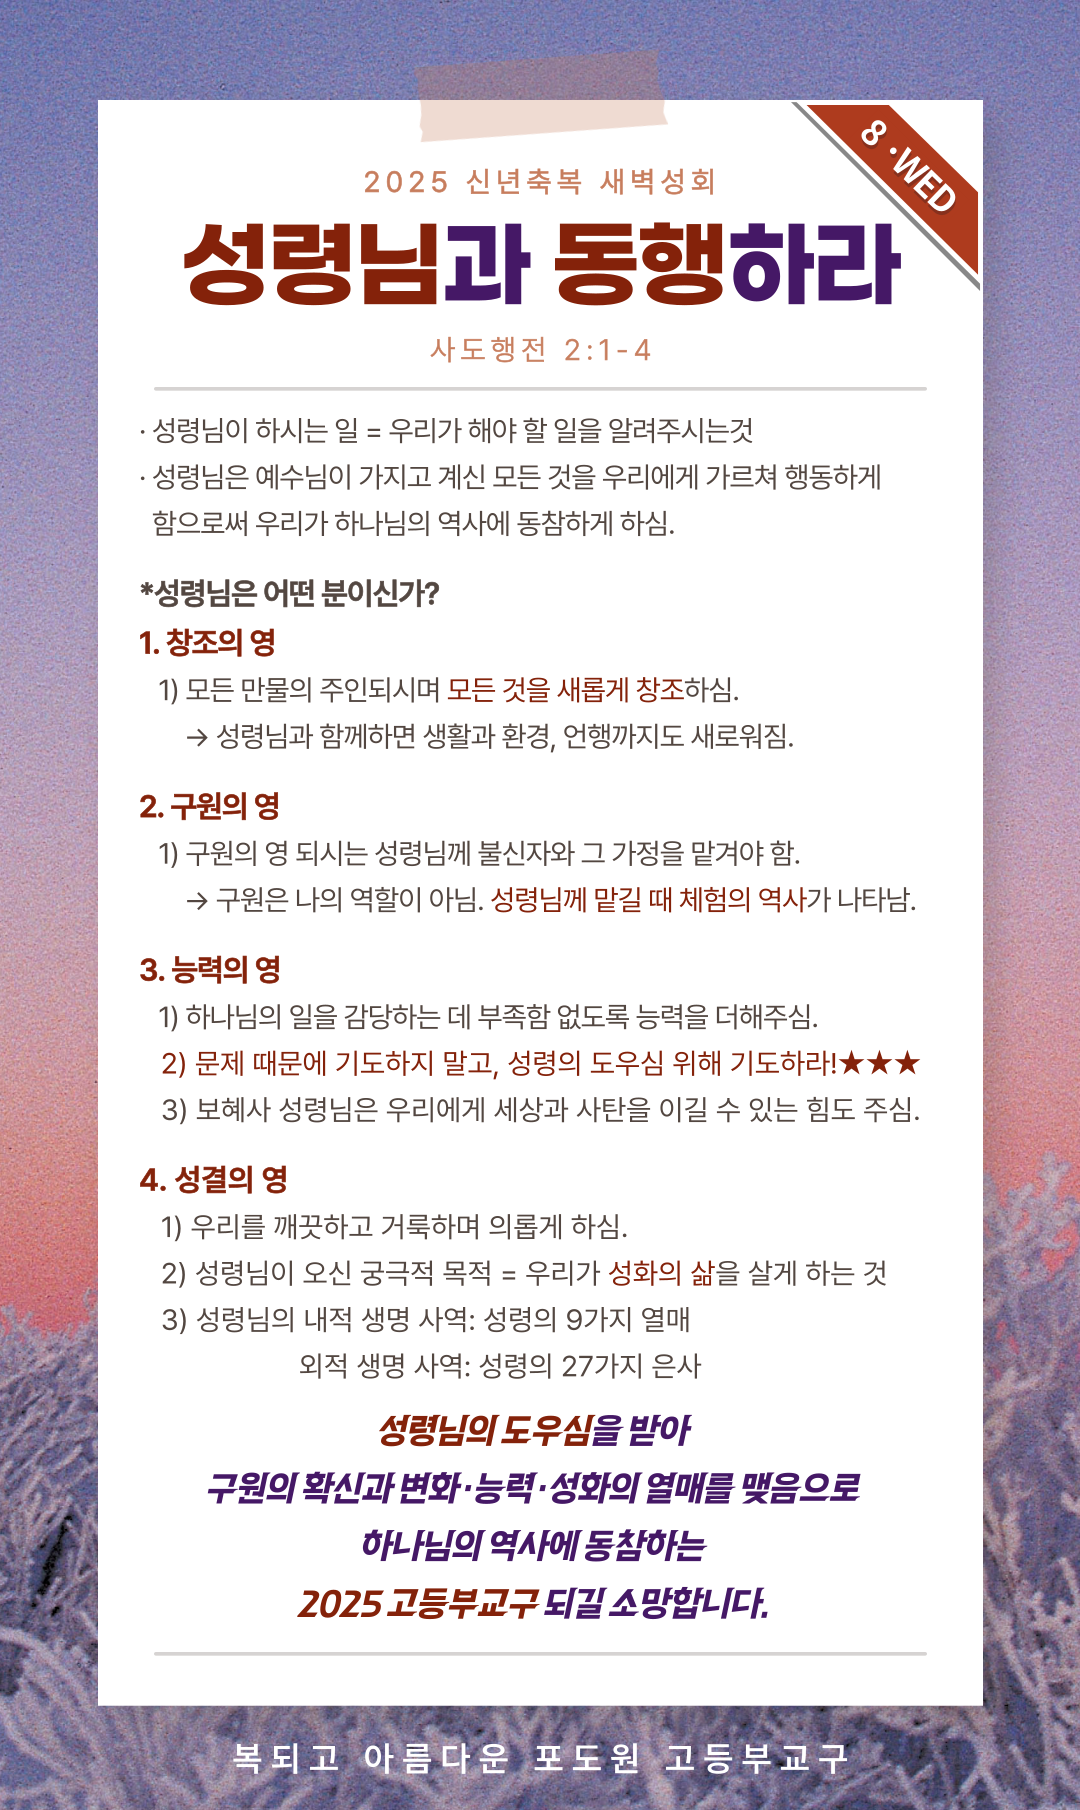 8 ·WED
2025 신년축복 새벽성회
성령님과 동행하라
사도행전 2:1-4
· 성령님이 하시는 일 = 우리가 해야 할 일을 알려주시는것
· 성령님은 예수님이 가지고 계신 모든 것을 우리에게 가르쳐 행동하게
함으로써 우리가 하나님의 역사에 동참하게 하심.
*성령님은 어떤 분이신가?
1. 창조의 영
1) 모든 만물의 주인되시며 모든 것을 새롭게 창조하심.
→ 성령님과 함께하면 생활과 환경, 언행까지도 새로워짐.
2. 구원의 영
1) 구원의 영 되시는 성령님께 불신자와 그 가정을 맡겨야 함.
→ 구원은 나의 역할이 아님. 성령님께 맡길 때 체험의 역사가 나타남.
3. 능력의 영
1) 하나님의 일을 감당하는 데 부족함 없도록 능력을 더해주심.
2) 문제 때문에 기도하지 말고, 성령의 도우심 위해 기도하라!★★★
3) 보혜사 성령님은 우리에게 세상과 사탄을 이길 수 있는 힘도 주심.
4. 성결의 영
1) 우리를 깨끗하고 거룩하며 의롭게 하심.
2) 성령님이 오신 궁극적 목적 = 우리가 성화의 삶을 살게 하는 것
3) 성령님의 내적 생명 사역: 성령의 9가지 열매
외적 생명 사역: 성령의 27가지 은사
성령님의 도우심을 받아
구원의 확신과 변화·능력·성화의 열매를 맺음으로
하나님의 역사에 동참하는
2025 고등부교구 되길 소망합니다.
복되고 아름다운 포도원 고등부교구